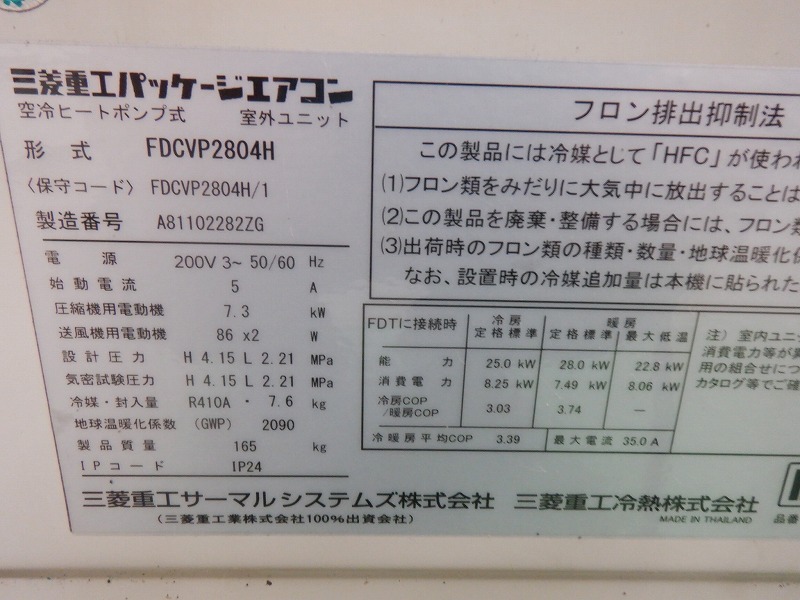 三菱重工パッケージエアコン
空冷ヒートポンプ式 室外ユニット
形式 FDCVP2804H
〈保守コード〉 FDCVP2804H/1
製造番号 A81102282ZG
電源 200V 3~ 50/60 Hz
始動電流 5 A
圧縮機用電動機 7.3 kW
送風機用電動機 86 x2 W
設計圧力 H 4.15 L 2.21 MPa
気密試験圧力 H 4.15 L 2.21 MPa
冷媒・封入量 R410A ・ 7.6 kg
地球温暖化係数 (GWP) 2090
製品質量 165 kg
IPコード IP24
フロン排出抑制法
この製品には冷媒として「HFC」が使われ
(1)フロン類をみだりに大気中に放出することは
(2)この製品を廃棄・整備する場合には、フロン
(3)出荷時のフロン類の種類・数量・地球温暖化係
なお、設置時の冷媒追加量は本機に貼られた
FDTに接続時 冷房 暖房
定格標準 定格標準 最大低温
能力 25.0 kW 28.0 kW 22.8 kW
消費電力 8.25 kW 7.49 kW 8.06 kW
冷房COP/暖房COP 3.03 3.74 —
冷暖房平均COP 3.39 最大電流 35.0 A
注) 室内ユニ
消費電力等が異
用の組合せにつ
カタログ等でご確
三菱重工サーマルシステムズ株式会社 三菱重工冷熱株式会社
(三菱重工業株式会社100%出資会社) MADE IN THAILAND
品番